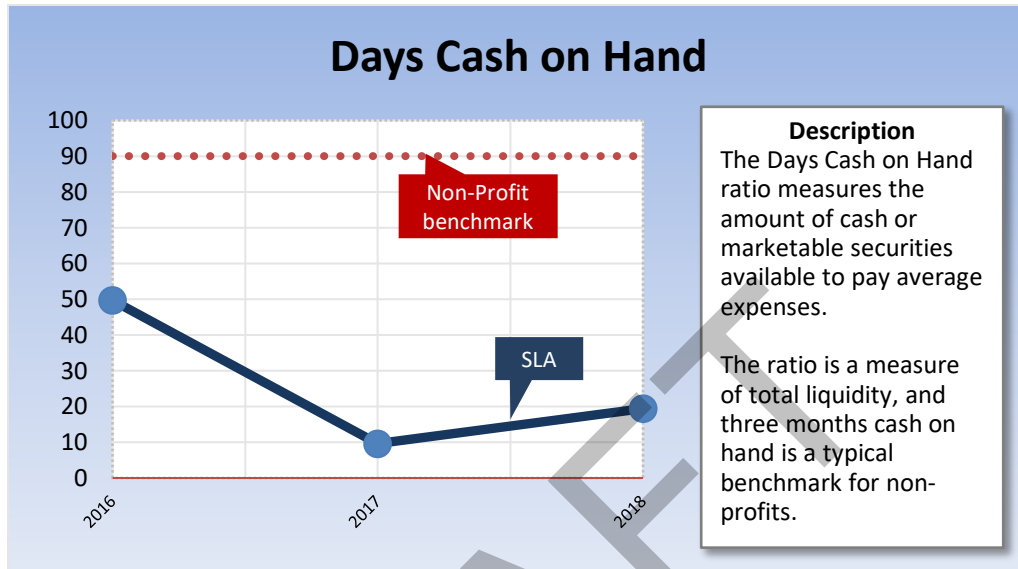 Days Cash on Hand
100
90
80
70
60
50
40
30
20
10
0
2016
2017
2018
Non-Profit
benchmark
SLA
Description
The Days Cash on Hand
ratio measures the
amount of cash or
marketable securities
available to pay average
expenses.
The ratio is a measure
of total liquidity, and
three months cash on
hand is a typical
benchmark for non-
profits.